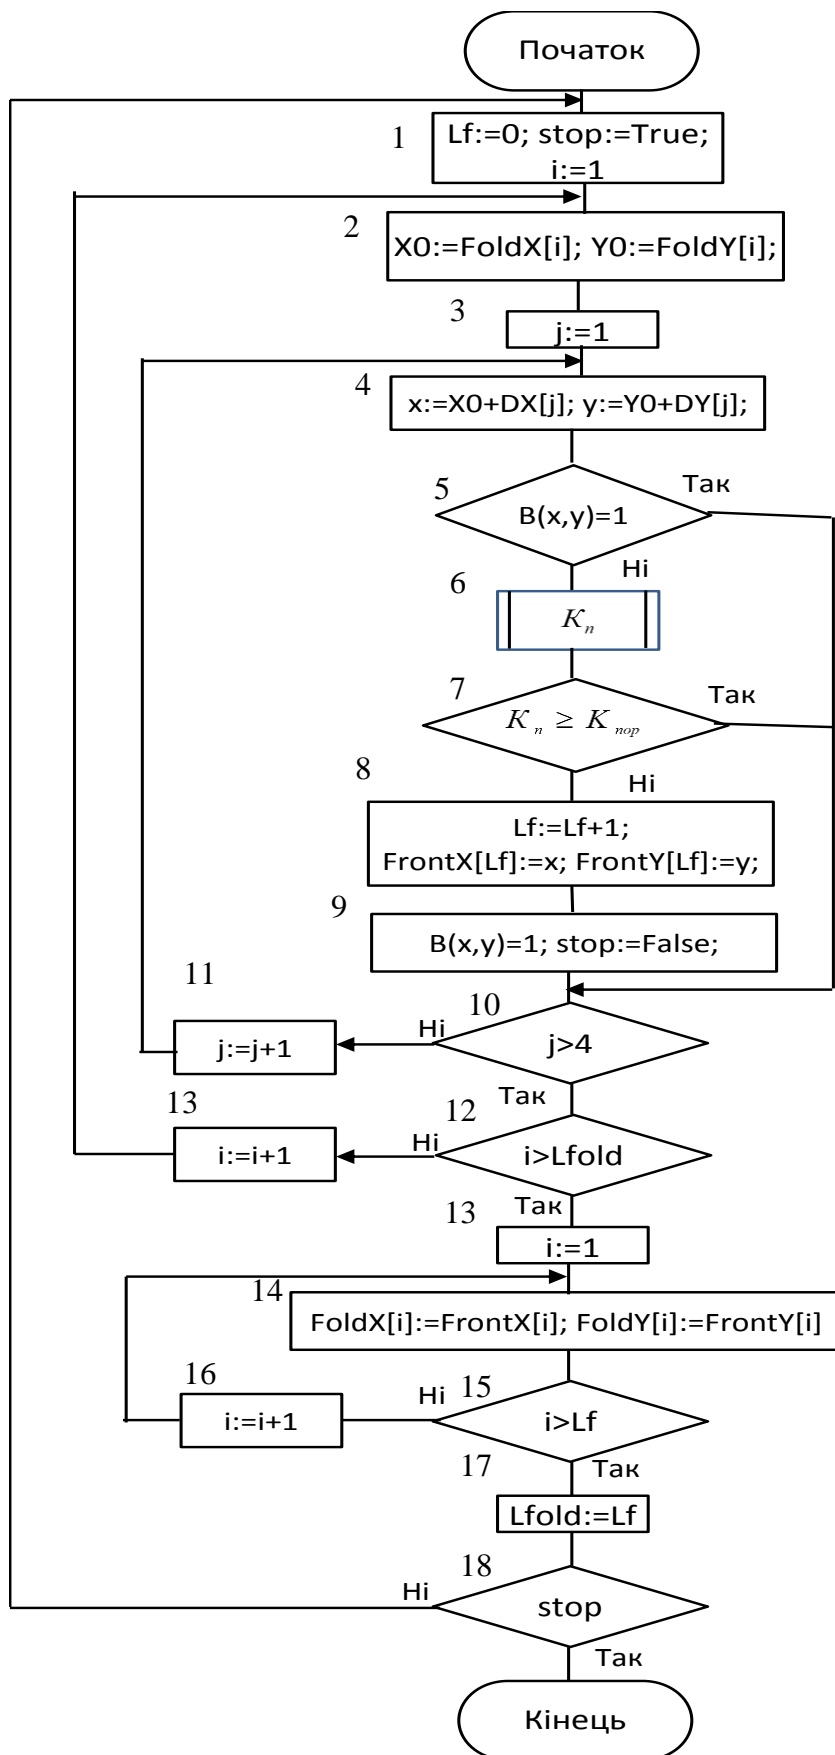 Початок
1
Lf:=0; stop:=True;
i:=1
2
X0:=FoldX[i]; Y0:=FoldY[i];
3
j:=1
4
x:=X0+DX[j]; y:=Y0+DY[j];
5
Так
B(x,y)=1
Ні
6
K_n
7
Так
K_n ≥ K_nop
8
Ні
Lf:=Lf+1;
FrontX[Lf]:=x; FrontY[Lf]:=y;
9
B(x,y)=1; stop:=False;
11
10
Ні
j:=j+1
j>4
Так
13
12
Ні
i:=i+1
i>Lfold
Так
13
i:=1
14
FoldX[i]:=FrontX[i]; FoldY[i]:=FrontY[i]
16
15
Ні
i:=i+1
i>Lf
17
Так
Lfold:=Lf
18
Ні
stop
Так
Кінець